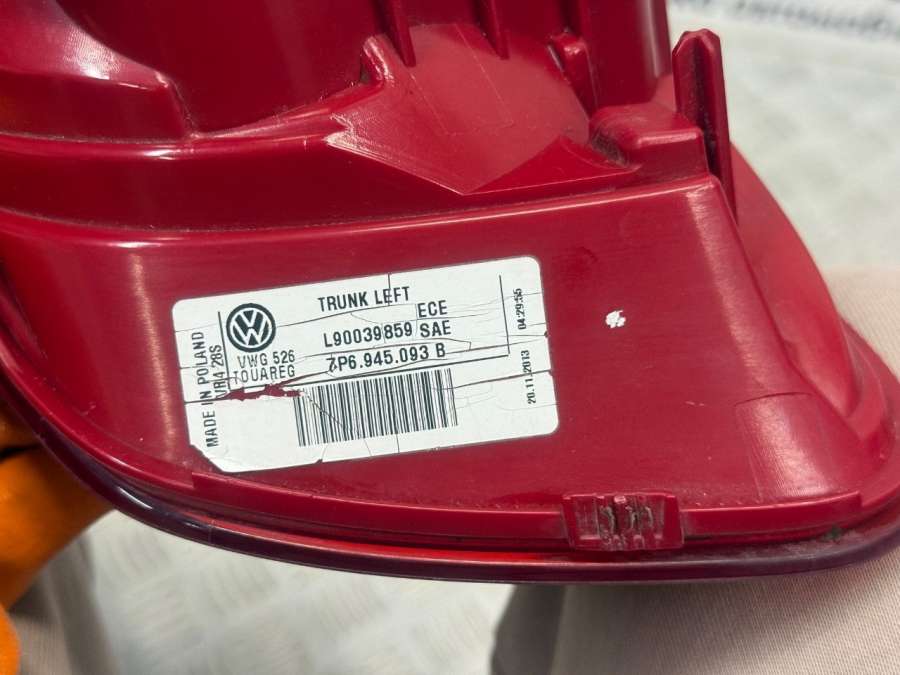 TRUNK LEFT
ECE
L90039859 SAE
VWG 526
TOUAREG
7P6.945.093 B
MADE IN POLAND
04:29:55
20.11.2013